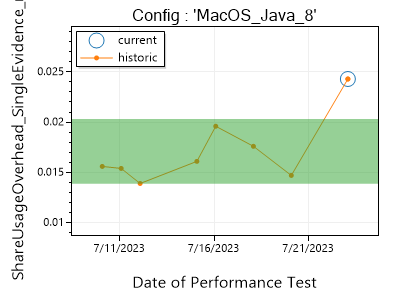 Config : 'MacOS_Java_8'
current
historic
0.025
0.02
0.015
0.01
ShareUsageOverhead_SingleEvidence_
7/11/2023
7/16/2023
7/21/2023
Date of Performance Test